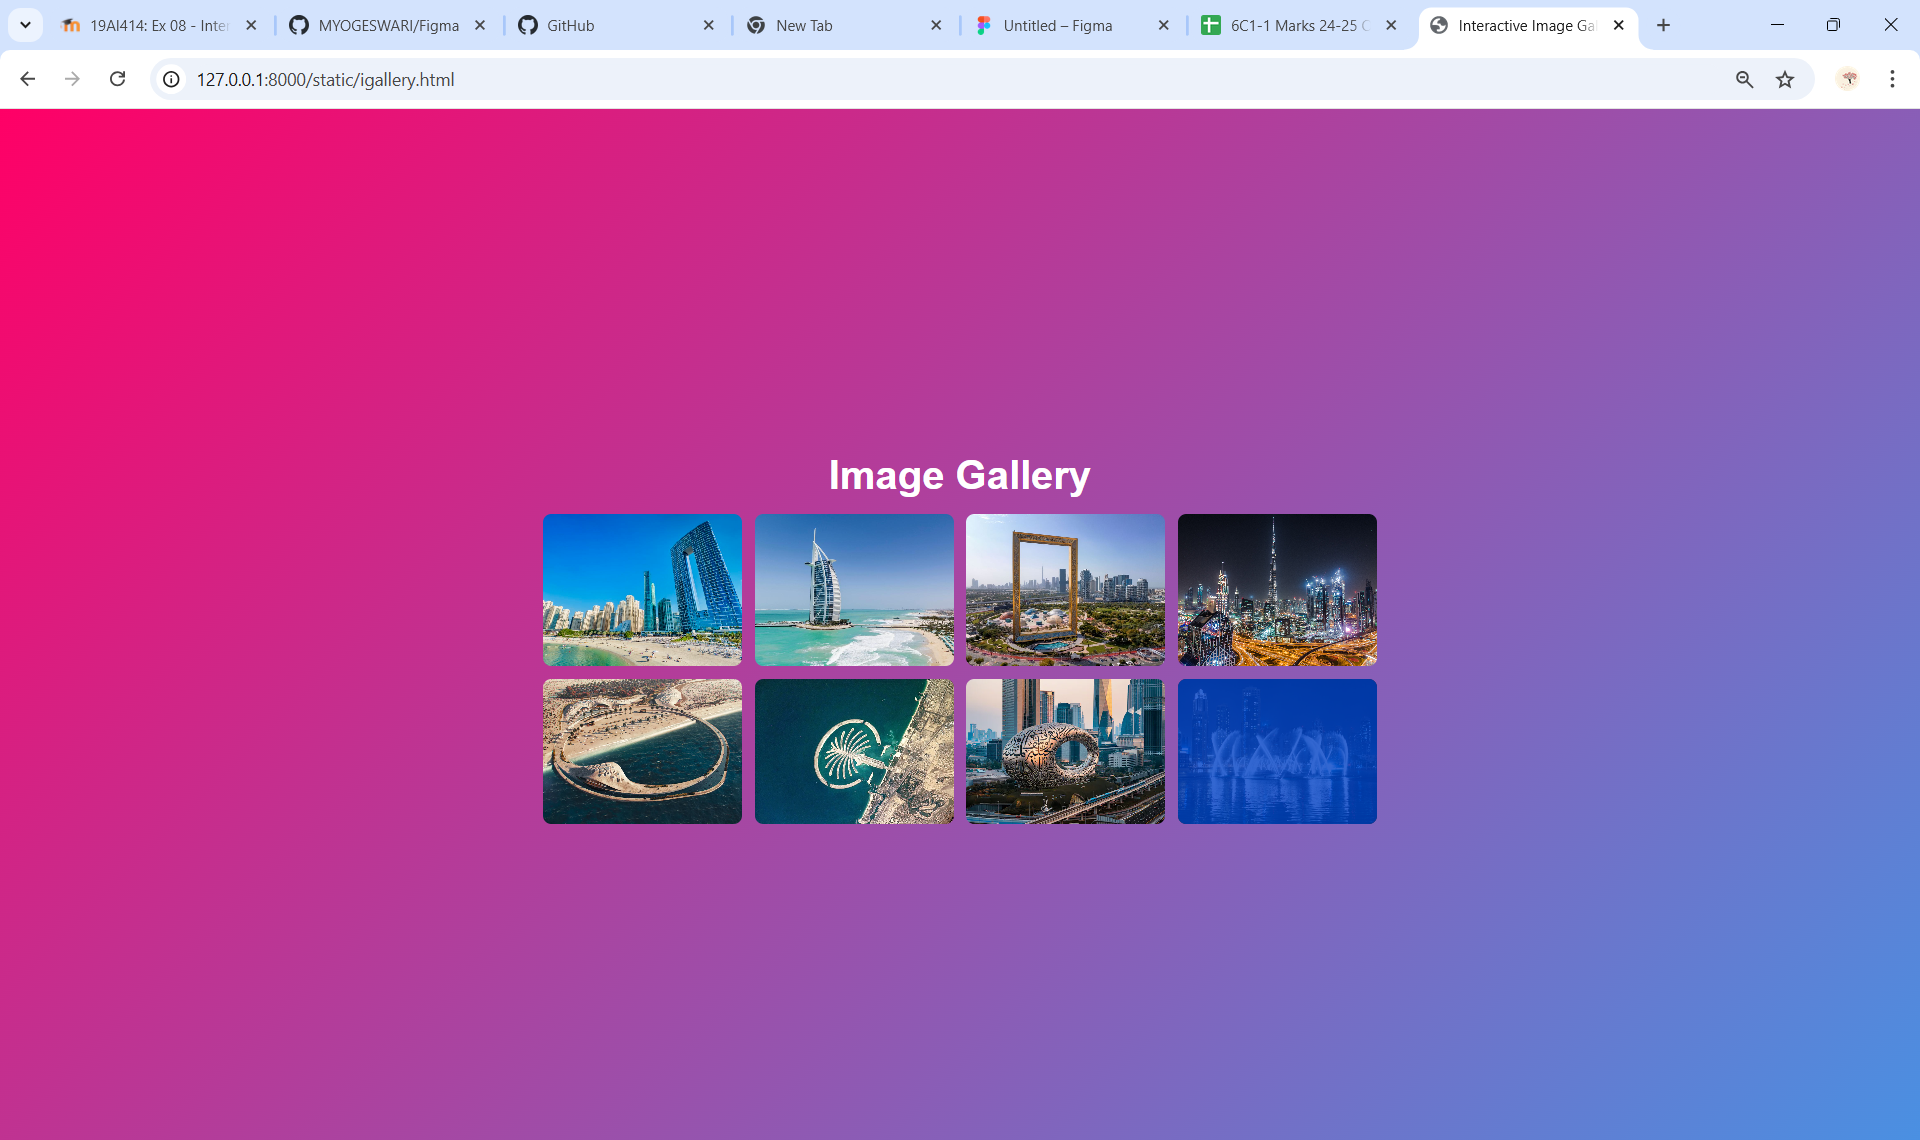 19AI414: Ex 08 - Inter
MYOGESWARI/Figma
GitHub
New Tab
Untitled – Figma
6C1-1 Marks 24-25 C
Interactive Image Gal
127.0.0.1:8000/static/igallery.html
Image Gallery